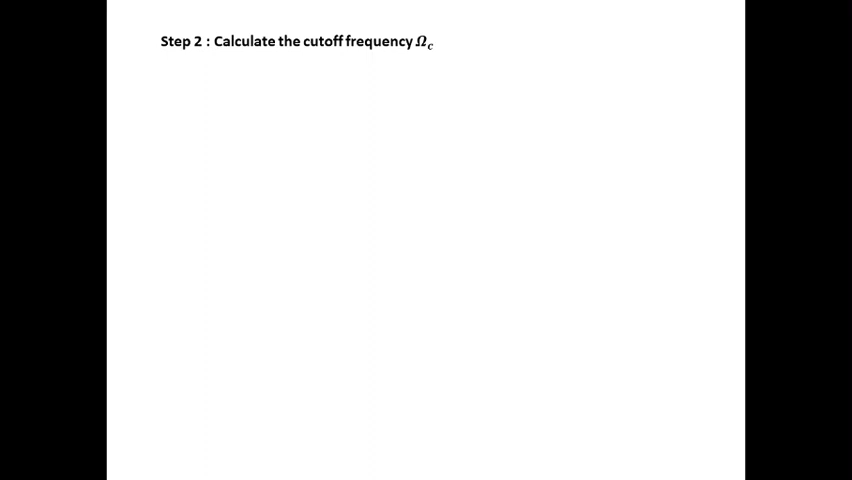 Step 2 : Calculate the cutoff frequency Ω_c